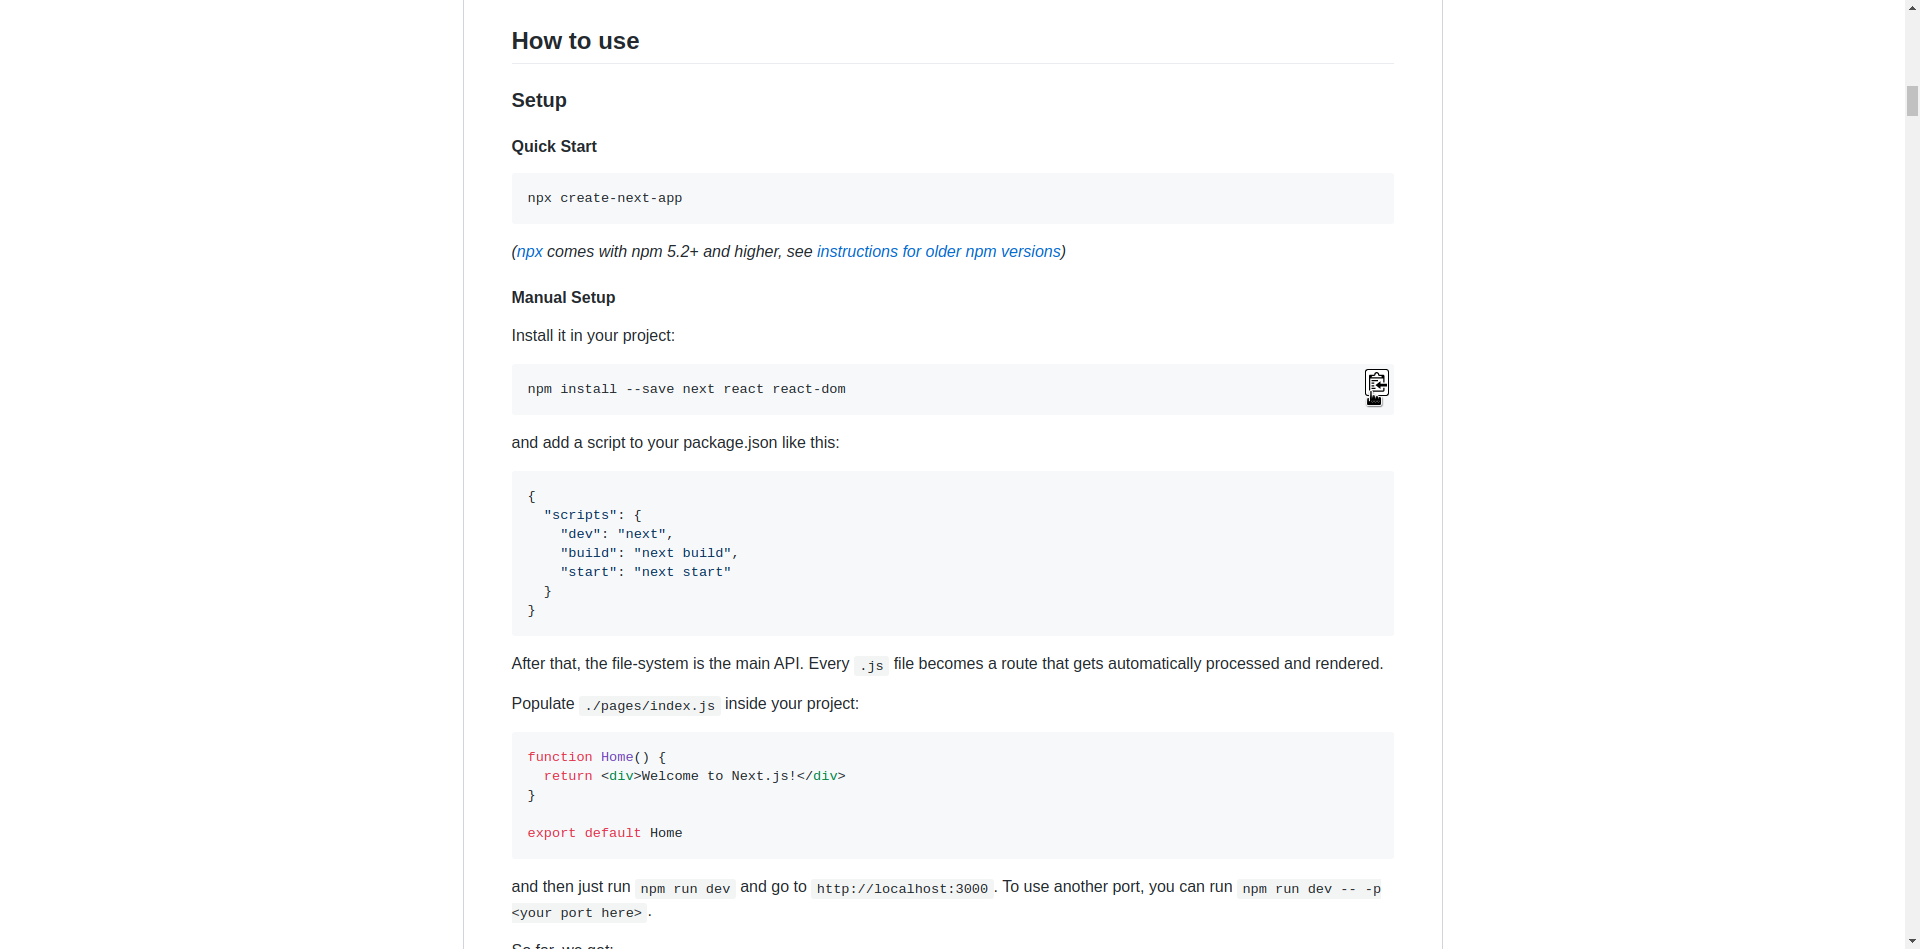 How to use
Setup
Quick Start
npx create-next-app
(npx comes with npm 5.2+ and higher, see instructions for older npm versions)
Manual Setup
Install it in your project:
npm install --save next react react-dom
and add a script to your package.json like this:
{
  "scripts": {
    "dev": "next",
    "build": "next build",
    "start": "next start"
  }
}
After that, the file-system is the main API. Every .js file becomes a route that gets automatically processed and rendered.
Populate ./pages/index.js inside your project:
function Home() {
  return <div>Welcome to Next.js!</div>
}
export default Home
and then just run npm run dev and go to http://localhost:3000. To use another port, you can run npm run dev -- -p
<your port here>.